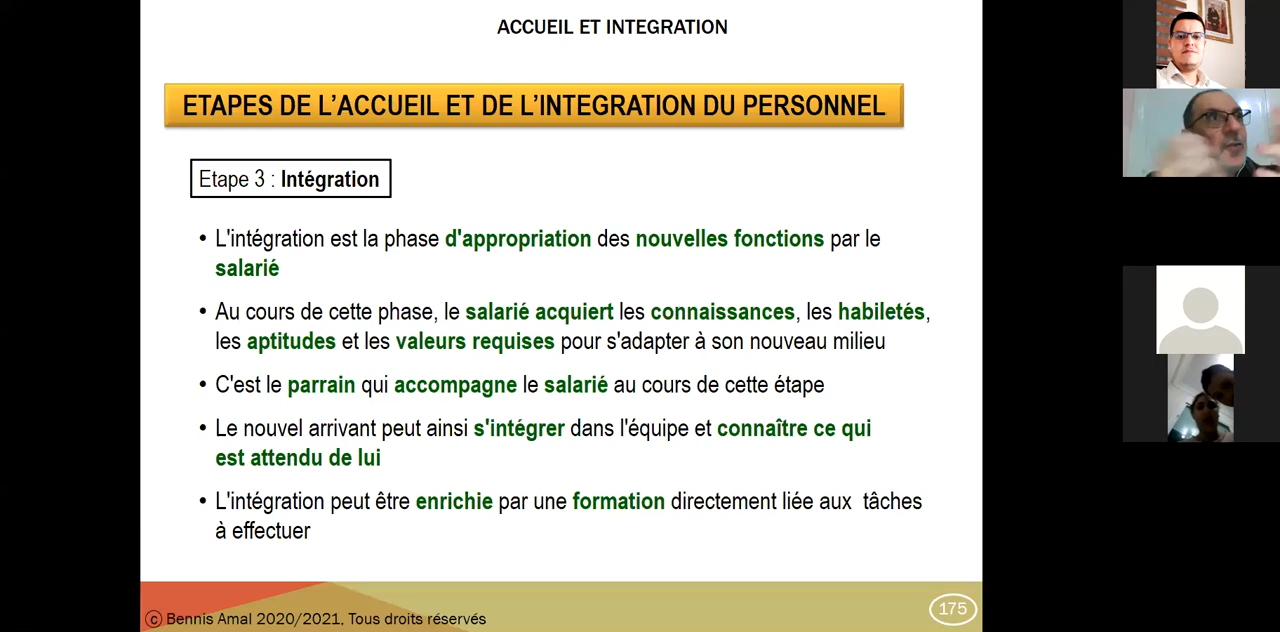 ACCUEIL ET INTEGRATION
ETAPES DE L'ACCUEIL ET DE L'INTEGRATION DU PERSONNEL
Etape 3 : Intégration
• L'intégration est la phase d'appropriation des nouvelles fonctions par le
salarié
• Au cours de cette phase, le salarié acquiert les connaissances, les habiletés,
les aptitudes et les valeurs requises pour s'adapter à son nouveau milieu
• C'est le parrain qui accompagne le salarié au cours de cette étape
• Le nouvel arrivant peut ainsi s'intégrer dans l'équipe et connaître ce qui
est attendu de lui
• L'intégration peut être enrichie par une formation directement liée aux tâches
à effectuer
© Bennis Amal 2020/2021, Tous droits réservés
175